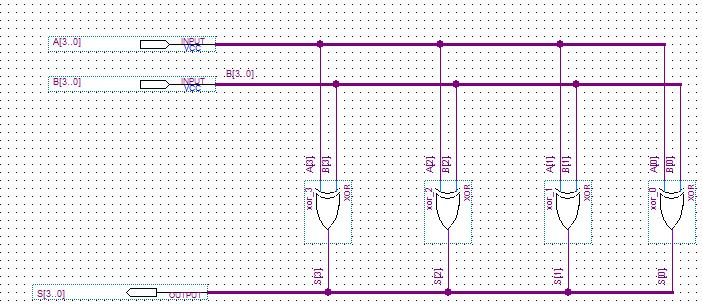 A[3..0] INPUT
VCC
B[3..0] INPUT
VCC
B[3..0]
A[3] B[3] A[2] B[2] A[1] B[1] A[0] B[0]
xor_3 XOR xor_2 XOR xor_1 XOR xor_0 XOR
S[3] S[2] S[1] S[0]
S[3..0] OUTPUT